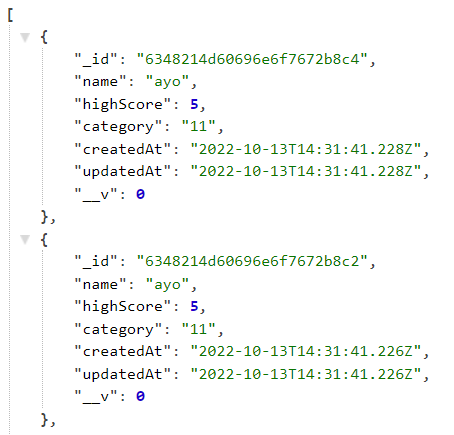 [
{
"_id": "6348214d60696e6f7672b8c4",
"name": "ayo",
"highScore": 5,
"category": "11",
"createdAt": "2022-10-13T14:31:41.228Z",
"updatedAt": "2022-10-13T14:31:41.228Z",
"__v": 0
},
{
"_id": "6348214d60696e6f7672b8c2",
"name": "ayo",
"highScore": 5,
"category": "11",
"createdAt": "2022-10-13T14:31:41.226Z",
"updatedAt": "2022-10-13T14:31:41.226Z",
"__v": 0
},